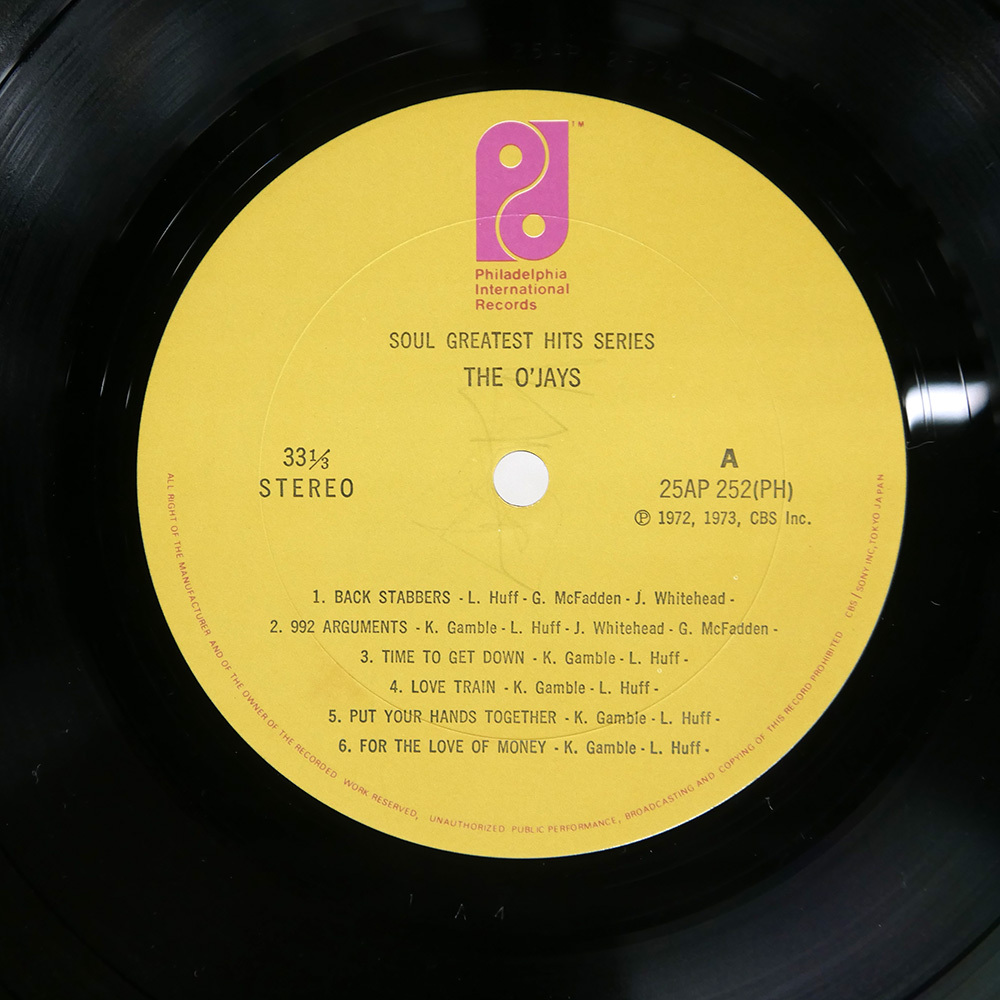 TM
Philadelphia
International
Records
SOUL GREATEST HITS SERIES
THE O'JAYS
33⅓
STEREO
A
25AP 252(PH)
℗ 1972, 1973, CBS Inc.
1. BACK STABBERS - L. Huff - G. McFadden - J. Whitehead -
2. 992 ARGUMENTS - K. Gamble - L. Huff - J. Whitehead - G. McFadden -
3. TIME TO GET DOWN - K. Gamble - L. Huff -
4. LOVE TRAIN - K. Gamble - L. Huff -
5. PUT YOUR HANDS TOGETHER - K. Gamble - L. Huff -
6. FOR THE LOVE OF MONEY - K. Gamble - L. Huff -
ALL RIGHT OF THE MANUFACTURER AND OF THE OWNER OF THE RECORDED WORK RESERVED, UNAUTHORIZED PUBLIC PERFORMANCE, BROADCASTING AND COPYING OF THIS RECORD PROHIBITED CBS/SONY INC, TOKYO JAPAN